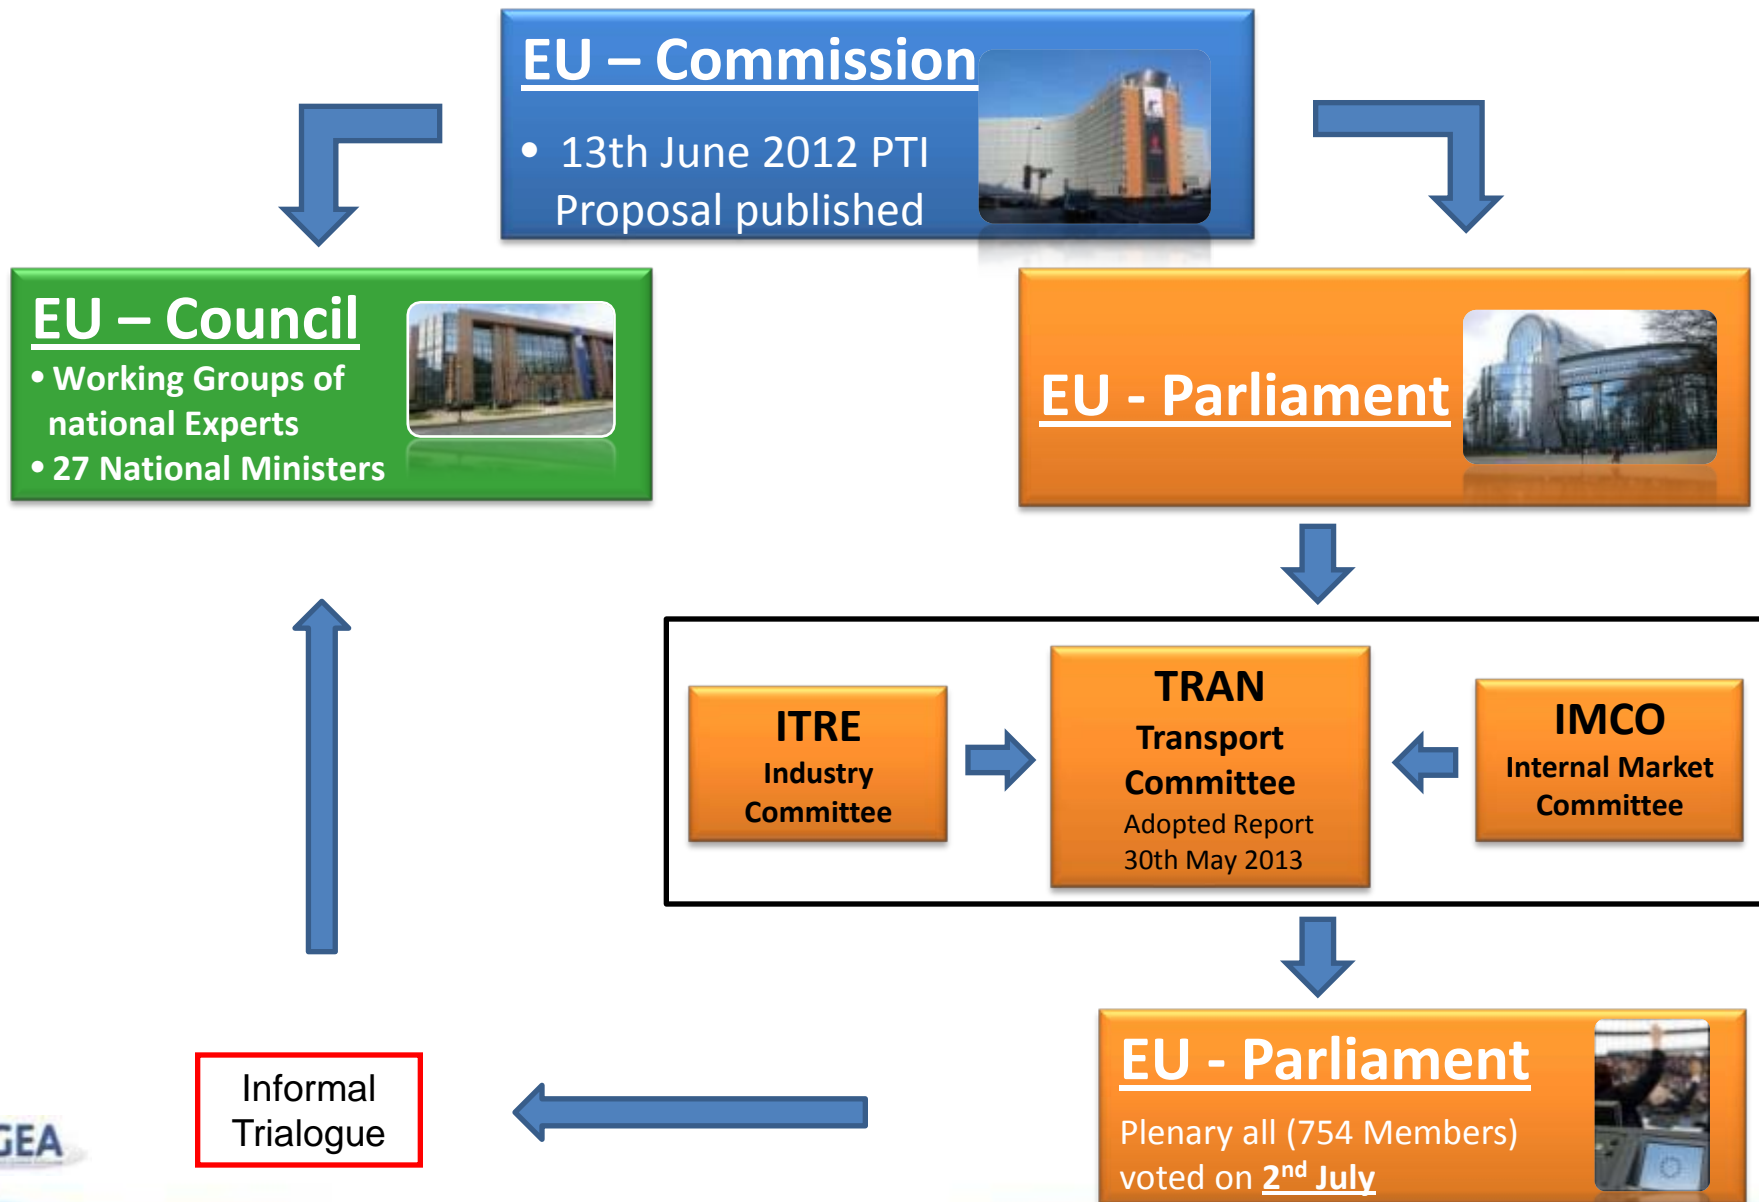 EU – Commission
• 13th June 2012 PTI
Proposal published
EU – Council
• Working Groups of
national Experts
• 27 National Ministers
EU - Parliament
ITRE
Industry
Committee
TRAN
Transport
Committee
Adopted Report
30th May 2013
IMCO
Internal Market
Committee
EU - Parliament
Plenary all (754 Members)
voted on 2nd July
Informal
Trialogue
GEA